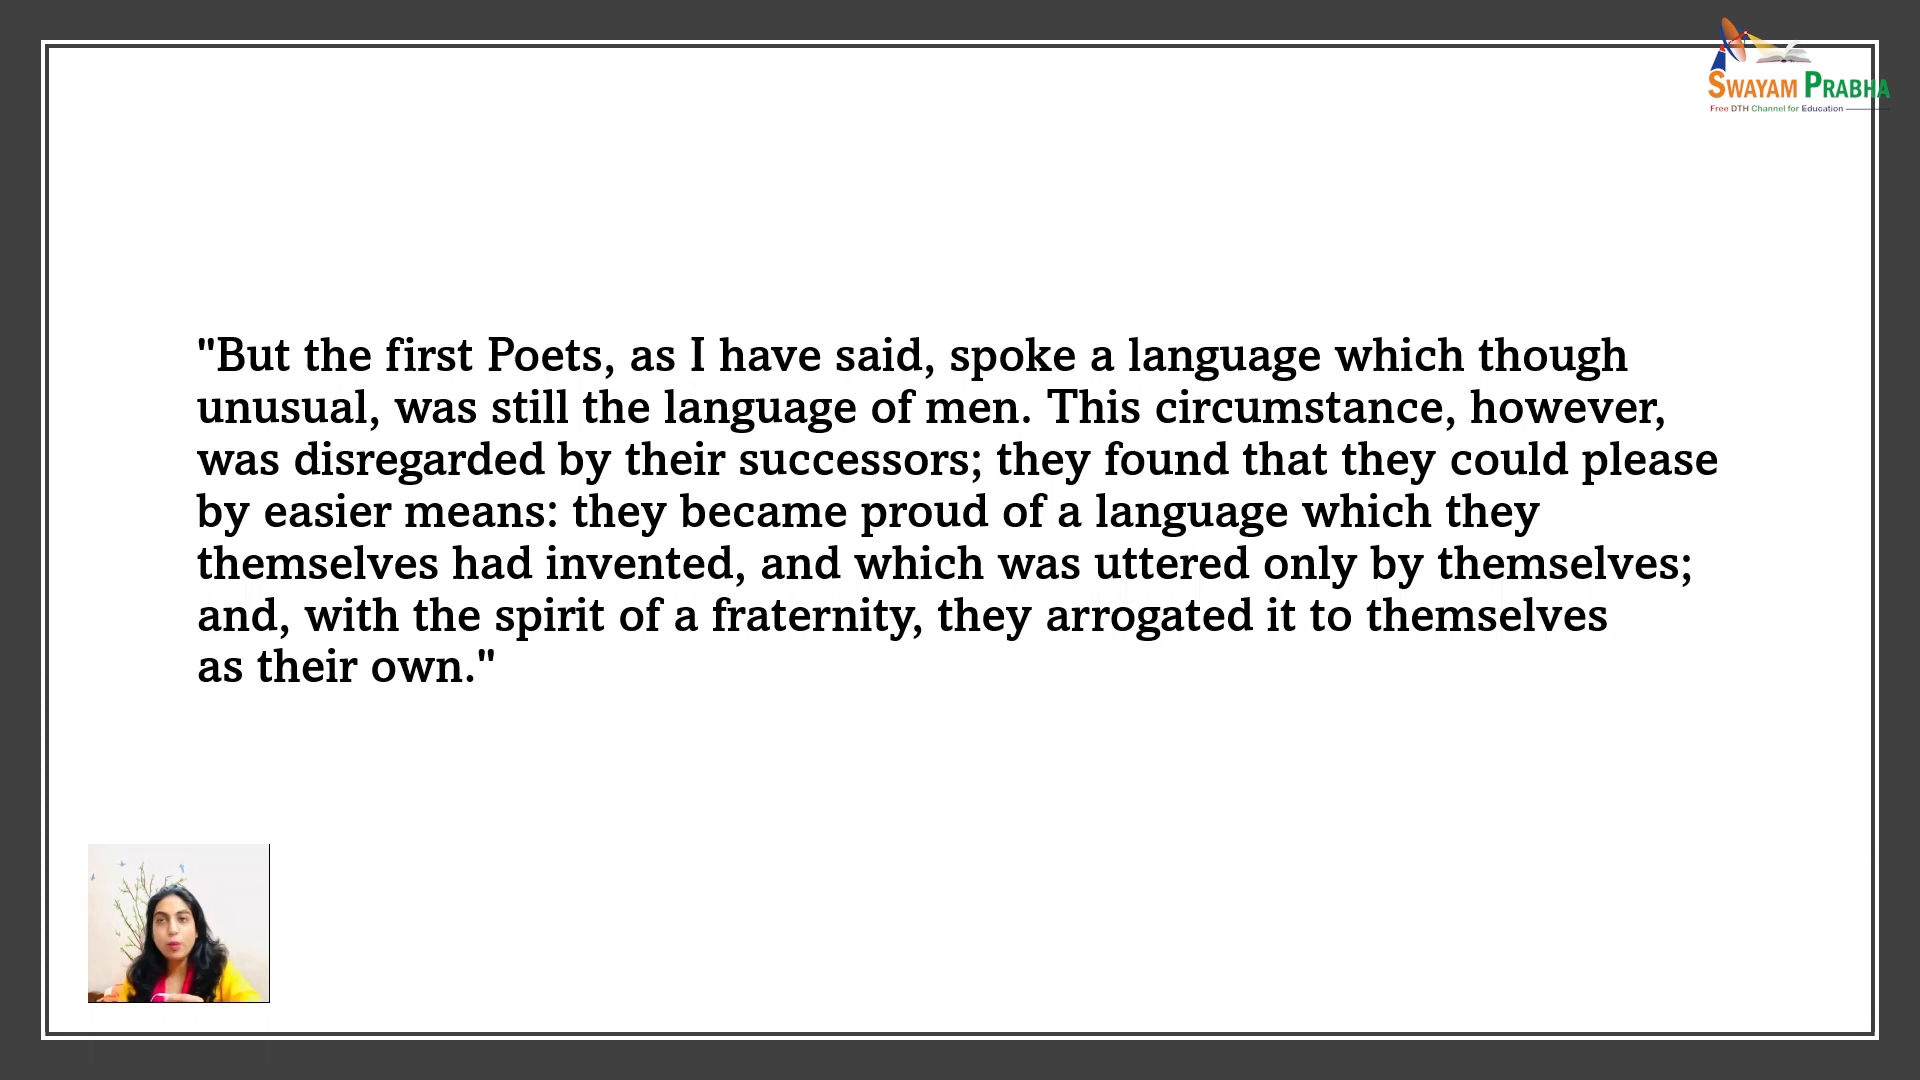 SWAYAM PRABHA
Free DTH Channel for Education
"But the first Poets, as I have said, spoke a language which though
unusual, was still the language of men. This circumstance, however,
was disregarded by their successors; they found that they could please
by easier means: they became proud of a language which they
themselves had invented, and which was uttered only by themselves;
and, with the spirit of a fraternity, they arrogated it to themselves
as their own."